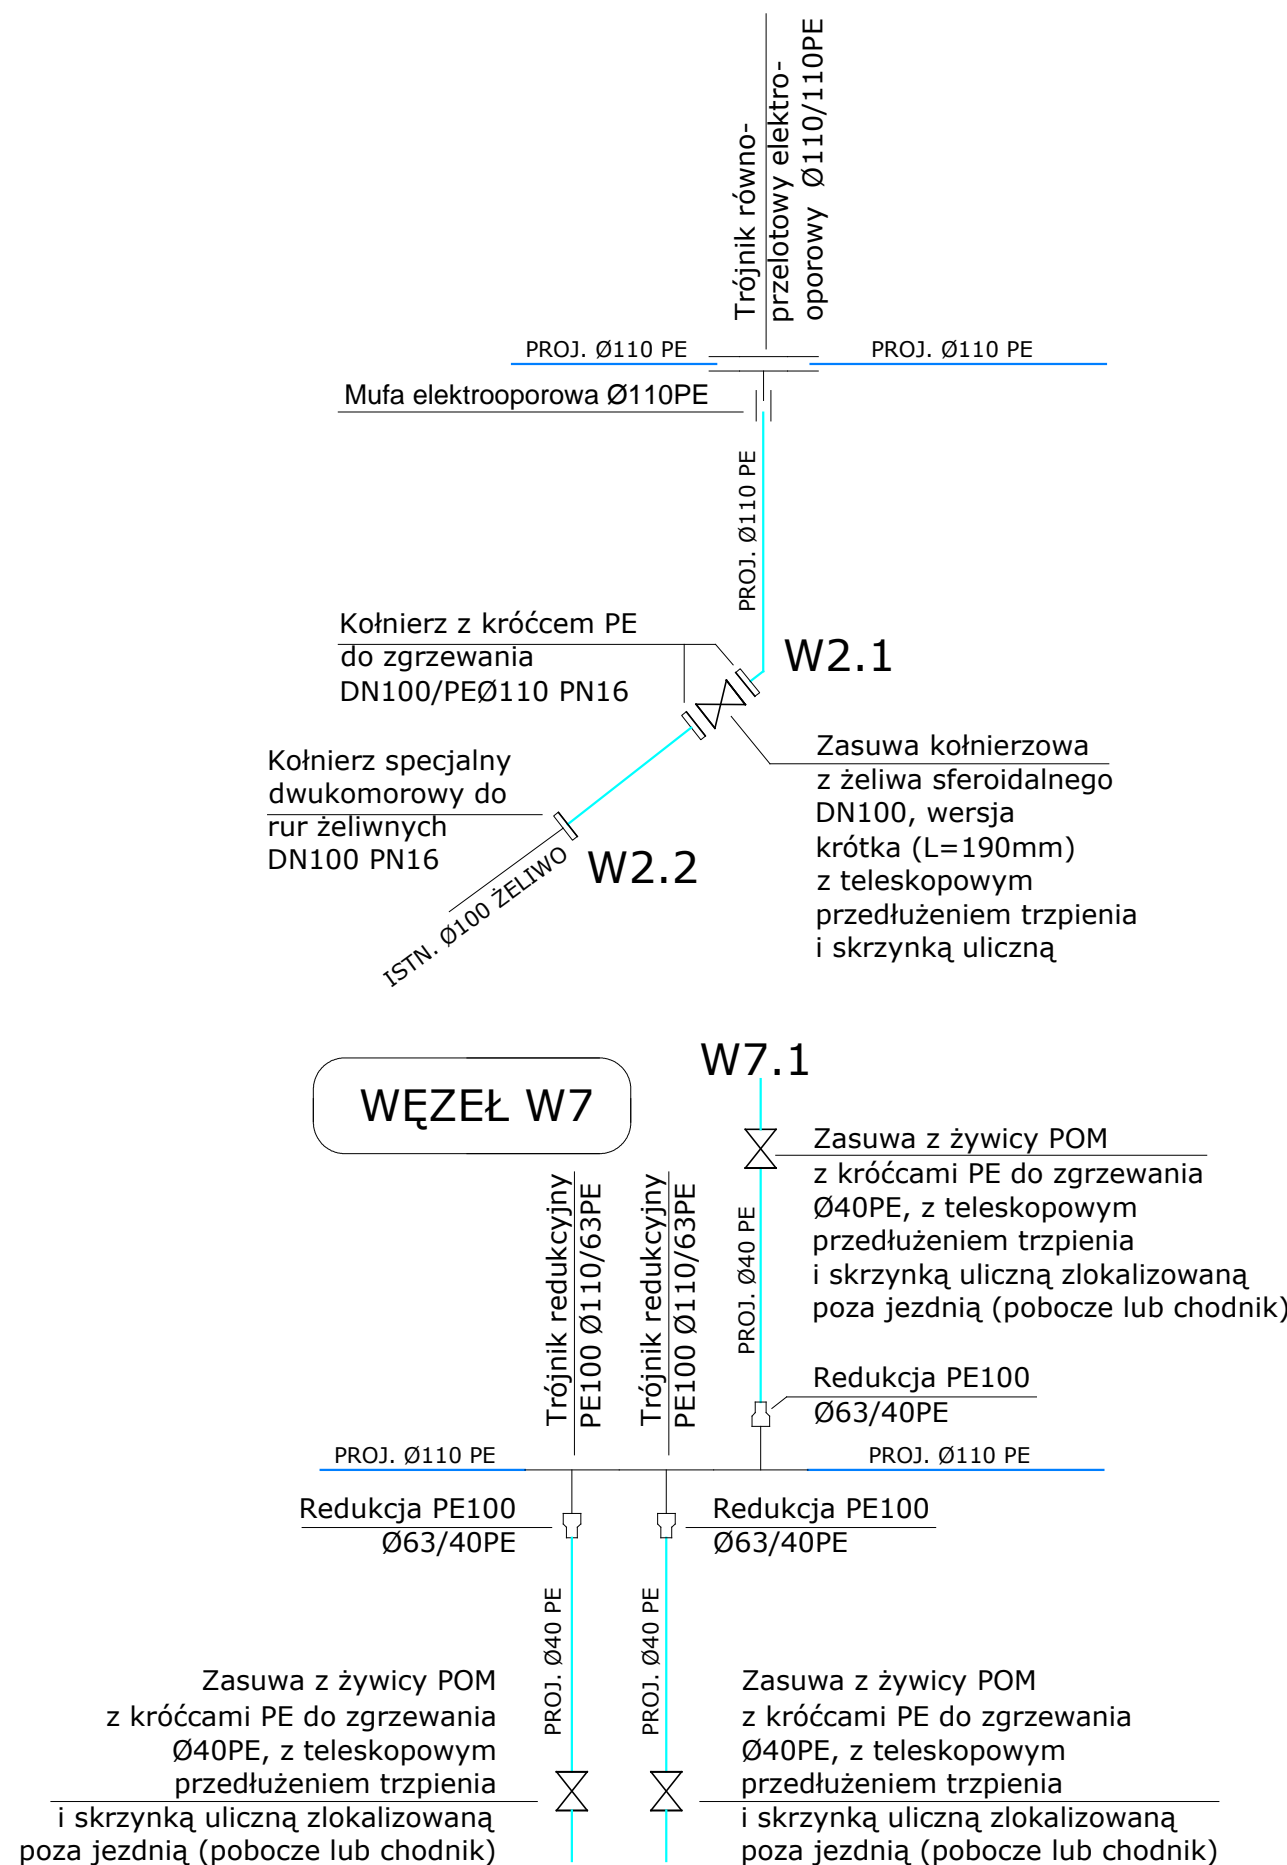 Trójnik równo-
przelotowy elektro-
oporowy Ø110/110PE
PROJ. Ø110 PE
PROJ. Ø110 PE
Mufa elektrooporowa Ø110PE
PROJ. Ø110 PE
Kołnierz z króćcem PE
do zgrzewania
DN100/PEØ110 PN16
W2.1
Kołnierz specjalny
dwukomorowy do
rur żeliwnych
DN100 PN16
Zasuwa kołnierzowa
z żeliwa sferoidalnego
DN100, wersja
krótka (L=190mm)
z teleskopowym
przedłużeniem trzpienia
i skrzynką uliczną
W2.2
ISTN. Ø100 ŻELIWO
WĘZEŁ W7
W7.1
Zasuwa z żywicy POM
z króćcami PE do zgrzewania
Ø40PE, z teleskopowym
przedłużeniem trzpienia
i skrzynką uliczną zlokalizowaną
poza jezdnią (pobocze lub chodnik)
Trójnik redukcyjny
PE100 Ø110/63PE
Trójnik redukcyjny
PE100 Ø110/63PE
PROJ. Ø40 PE
Redukcja PE100
Ø63/40PE
PROJ. Ø110 PE
PROJ. Ø110 PE
Redukcja PE100
Ø63/40PE
Redukcja PE100
Ø63/40PE
PROJ. Ø40 PE
PROJ. Ø40 PE
Zasuwa z żywicy POM
z króćcami PE do zgrzewania
Ø40PE, z teleskopowym
przedłużeniem trzpienia
i skrzynką uliczną zlokalizowaną
poza jezdnią (pobocze lub chodnik)
Zasuwa z żywicy POM
z króćcami PE do zgrzewania
Ø40PE, z teleskopowym
przedłużeniem trzpienia
i skrzynką uliczną zlokalizowaną
poza jezdnią (pobocze lub chodnik)